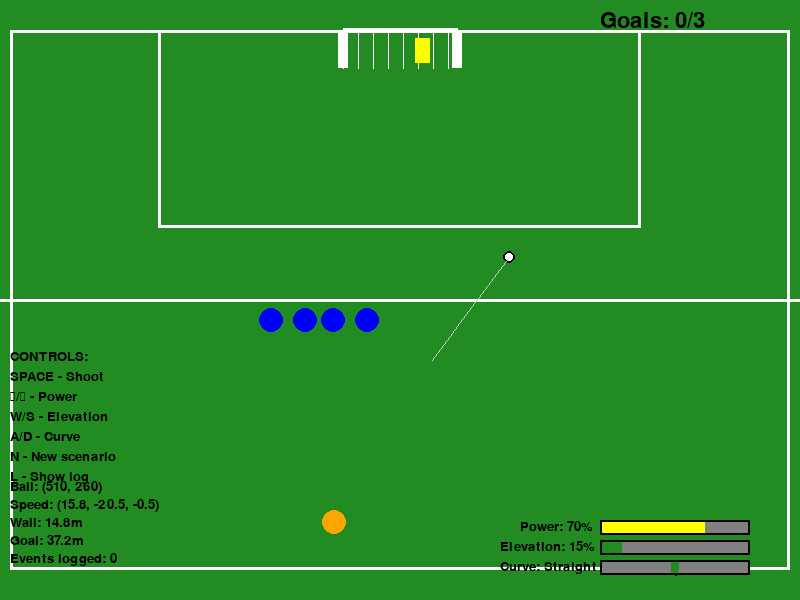 Goals: 0/3
CONTROLS:
SPACE - Shoot
▯/▯ - Power
W/S - Elevation
A/D - Curve
N - New scenario
L - Show log
Ball: (510, 260)
Speed: (15.8, -20.5, -0.5)
Wall: 14.8m
Goal: 37.2m
Events logged: 0
Power: 70%
Elevation: 15%
Curve: Straight